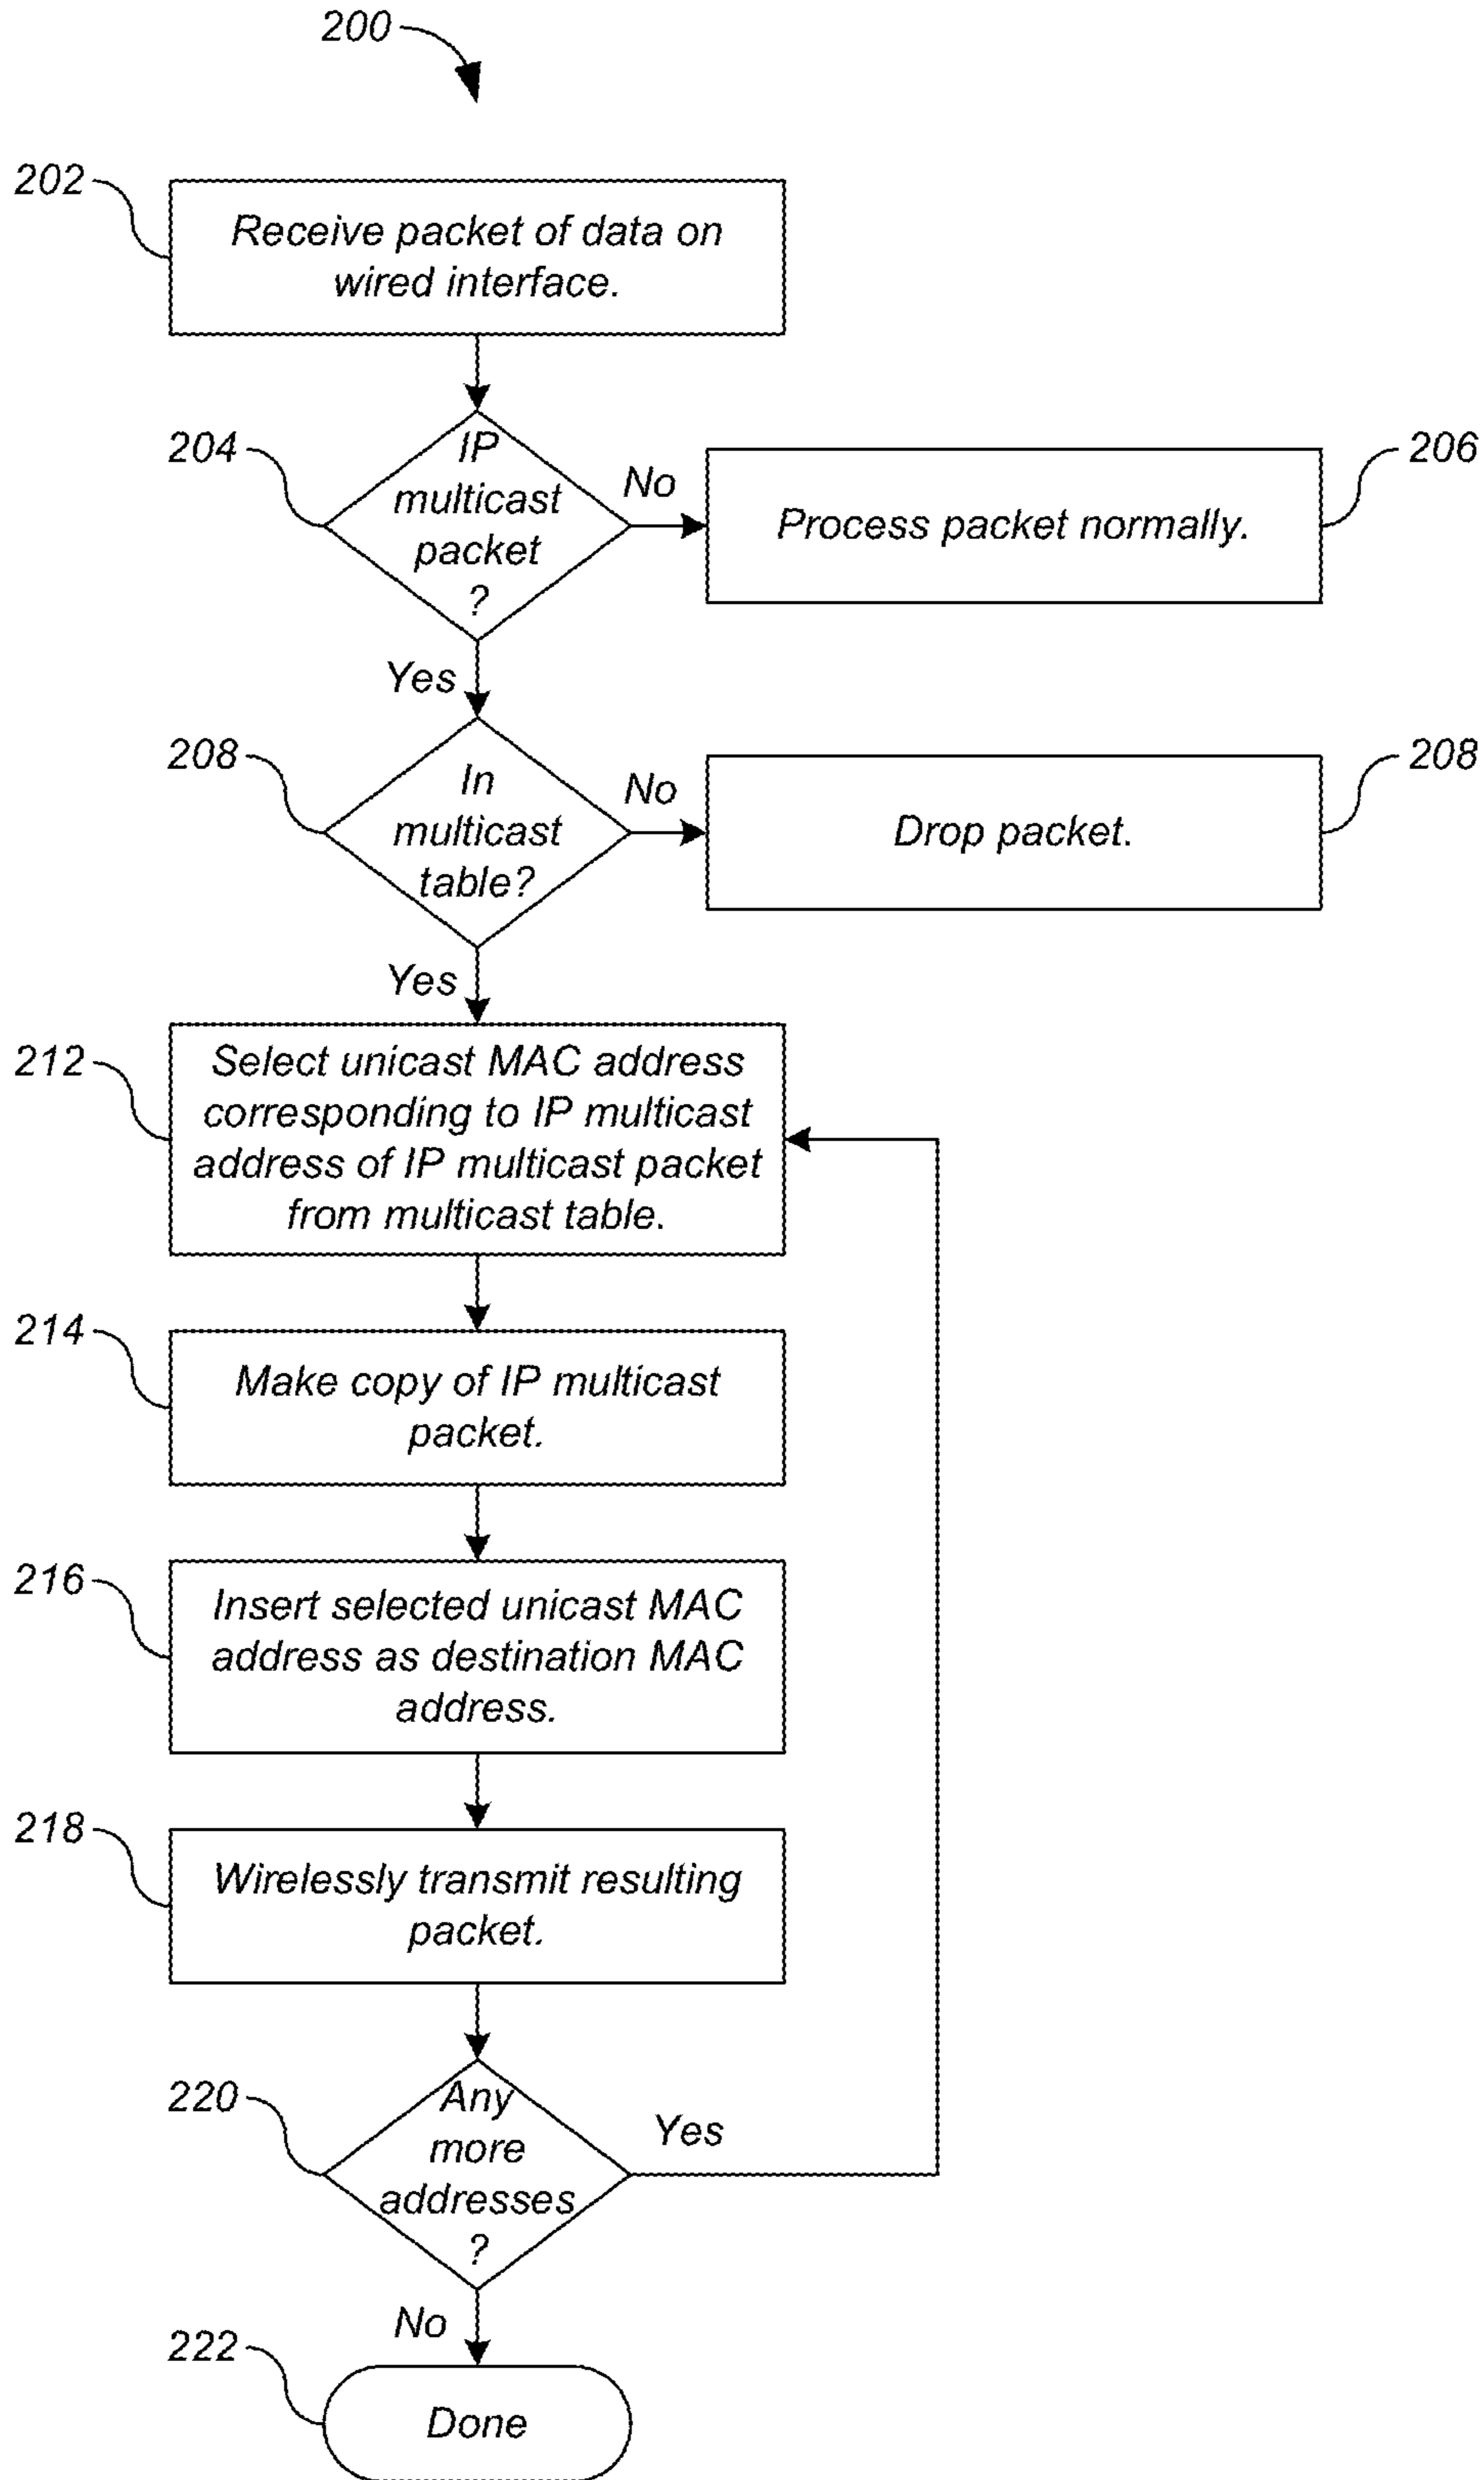 200
202
Receive packet of data on
wired interface.
204
IP
multicast
packet
?
No
Process packet normally.
206
Yes
208
In
multicast
table?
No
Drop packet.
208
Yes
212
Select unicast MAC address
corresponding to IP multicast
address of IP multicast packet
from multicast table.
214
Make copy of IP multicast
packet.
216
Insert selected unicast MAC
address as destination MAC
address.
218
Wirelessly transmit resulting
packet.
220
Any
more
addresses
?
Yes
No
222
Done